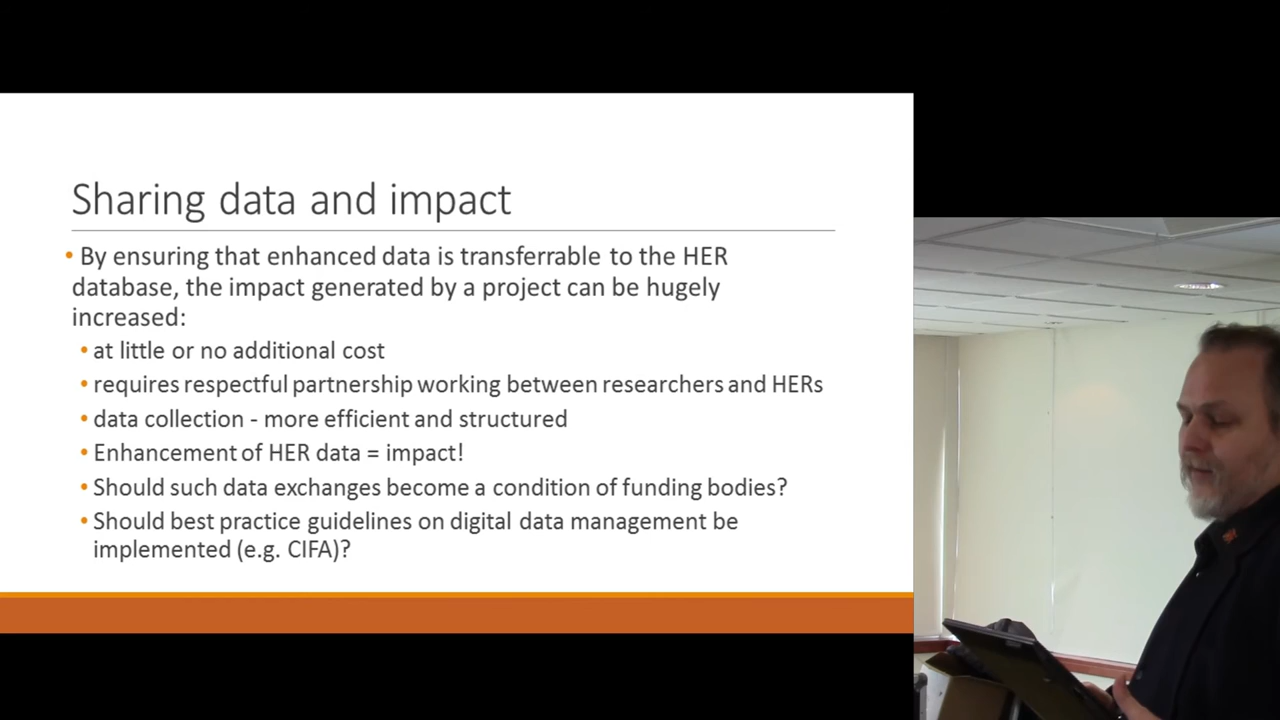 Sharing data and impact
• By ensuring that enhanced data is transferrable to the HER
database, the impact generated by a project can be hugely
increased:
• at little or no additional cost
• requires respectful partnership working between researchers and HERs
• data collection - more efficient and structured
• Enhancement of HER data = impact!
• Should such data exchanges become a condition of funding bodies?
• Should best practice guidelines on digital data management be
implemented (e.g. CIFA)?